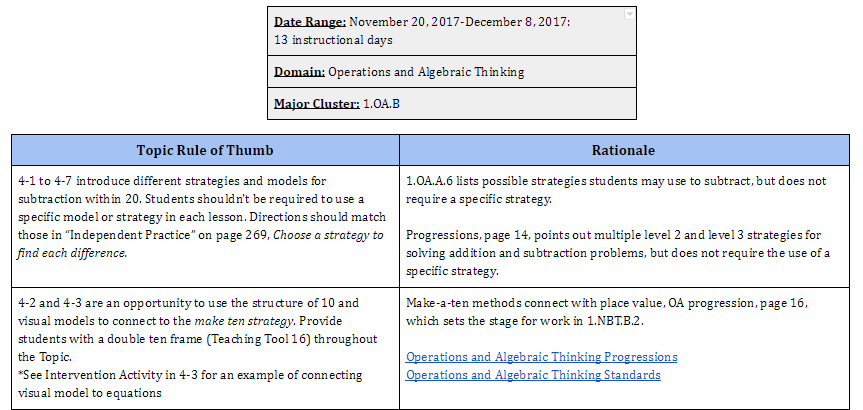 Date Range: November 20, 2017-December 8, 2017:
13 instructional days
Domain: Operations and Algebraic Thinking
Major Cluster: 1.OA.B
Topic Rule of Thumb
Rationale
4-1 to 4-7 introduce different strategies and models for
subtraction within 20. Students shouldn't be required to use a
specific model or strategy in each lesson. Directions should match
those in "Independent Practice" on page 269, Choose a strategy to
find each difference.
1.OA.A.6 lists possible strategies students may use to subtract, but does not
require a specific strategy.
Progressions, page 14, points out multiple level 2 and level 3 strategies for
solving addition and subtraction problems, but does not require the use of a
specific strategy.
4-2 and 4-3 are an opportunity to use the structure of 10 and
visual models to connect to the make ten strategy. Provide
students with a double ten frame (Teaching Tool 16) throughout
the Topic.
*See Intervention Activity in 4-3 for an example of connecting
visual model to equations
Make-a-ten methods connect with place value, OA progression, page 16,
which sets the stage for work in 1.NBT.B.2.
Operations and Algebraic Thinking Progressions
Operations and Algebraic Thinking Standards